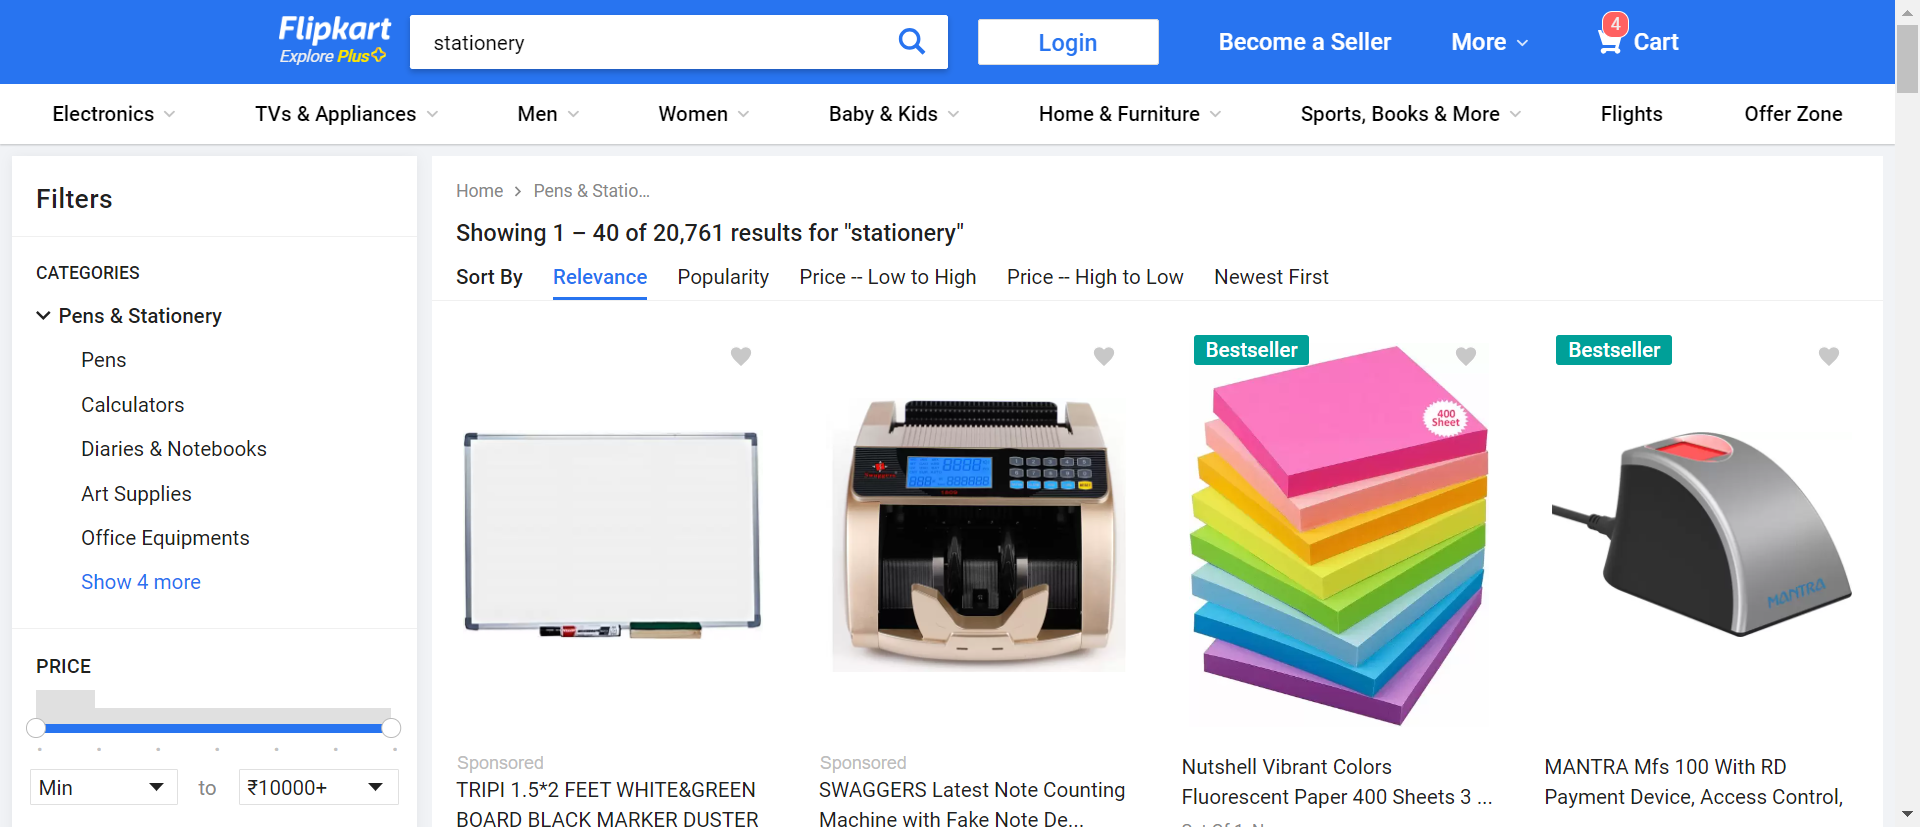 Flipkart
Explore Plus
stationery
Login
Become a Seller
More
4
Cart
Electronics
TVs & Appliances
Men
Women
Baby & Kids
Home & Furniture
Sports, Books & More
Flights
Offer Zone
Filters
CATEGORIES
Pens & Stationery
Pens
Calculators
Diaries & Notebooks
Art Supplies
Office Equipments
Show 4 more
PRICE
Min
to
₹10000+
Home
Pens & Statio...
Showing 1 – 40 of 20,761 results for "stationery"
Sort By
Relevance
Popularity
Price -- Low to High
Price -- High to Low
Newest First
Sponsored
TRIPI 1.5*2 FEET WHITE&GREEN
BOARD BLACK MARKER DUSTER
Sponsored
SWAGGERS Latest Note Counting
Machine with Fake Note De...
Bestseller
400
Sheet
Nutshell Vibrant Colors
Fluorescent Paper 400 Sheets 3 ...
Bestseller
MANTRA
MANTRA Mfs 100 With RD
Payment Device, Access Control,